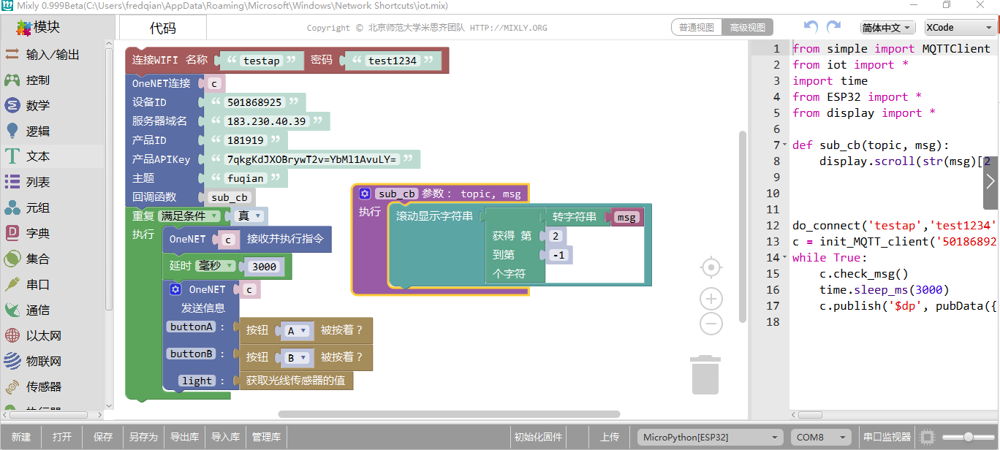 Mixly 0.999Beta(C:\Users\fredqian\AppData\Roaming\Microsoft\Windows\Network Shortcuts\iot.mix)
模块
代码
Copyright © 北京师范大学米思齐团队 HTTP://MIXLY.ORG
普通视图 高级视图
简体中文
XCode
输入/输出
控制
数学
逻辑
文本
列表
元组
字典
集合
串口
通信
以太网
物联网
传感器
连接WIFI 名称 “ testap ” 密码 “ test1234 ”
OneNET连接 c
设备ID “ 501868925 ”
服务器域名 “ 183.230.40.39 ”
产品ID “ 181919 ”
产品APIKey “ 7qkgKdJXOBrywT2v=YbMl1AvuLY= ”
主题 “ fuqian ”
回调函数 sub_cb
重复 满足条件 真
执行 OneNET c 接收并执行指令
延时 毫秒 3000
OneNET c
发送信息
buttonA : 按钮 A 被按着？
buttonB : 按钮 B 被按着？
light : 获取光线传感器的值
sub_cb 参数： topic, msg
执行 滚动显示字符串 转字符串 msg
获得 第 2
到第 -1
个字符
1 from simple import MQTTClient
2 from iot import *
3 import time
4 from ESP32 import *
5 from display import *
6
7 def sub_cb(topic, msg):
8 display.scroll(str(msg)[2
9
10
11
12 do_connect('testap','test1234'
13 c = init_MQTT_client('50186892
14 while True:
15 c.check_msg()
16 time.sleep_ms(3000)
17 c.publish('$dp', pubData({
18
新建 打开 保存 另存为 导出库 导入库 管理库 初始化固件 上传 MicroPython[ESP32] COM8 串口监视器